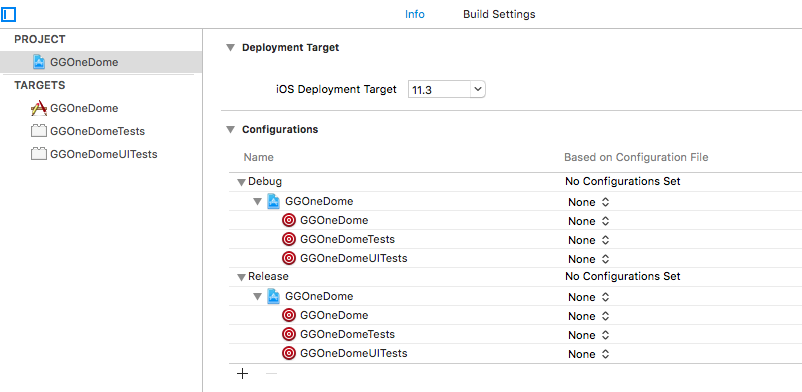 Info Build Settings
PROJECT
GGOneDome
TARGETS
GGOneDome
GGOneDomeTests
GGOneDomeUITests
Deployment Target
iOS Deployment Target 11.3
Configurations
Name Based on Configuration File
Debug No Configurations Set
GGOneDome None
GGOneDome None
GGOneDomeTests None
GGOneDomeUITests None
Release No Configurations Set
GGOneDome None
GGOneDome None
GGOneDomeTests None
GGOneDomeUITests None